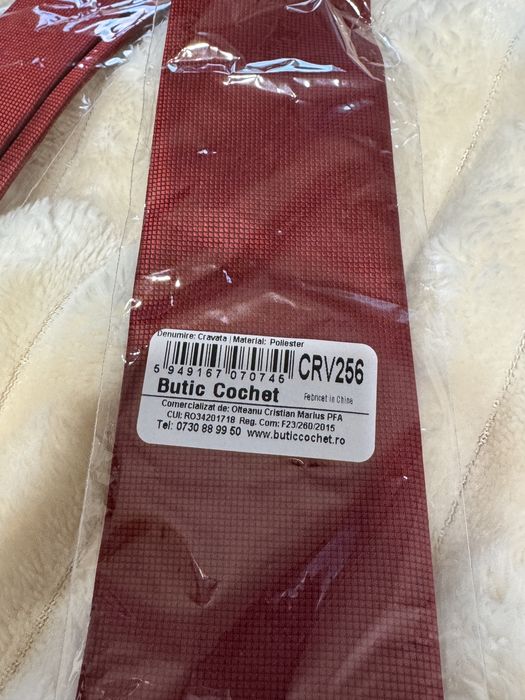 Denumire: Cravata | Material: Poliester
5 949167 070745
CRV256
Butic Cochet
Fabricat in China
Comercializat de: Olteanu Cristian Marius PFA
CUI: RO34201718 Reg. Com: F23/260/2015
Tel: 0730 88 99 50 www.buticcochet.ro